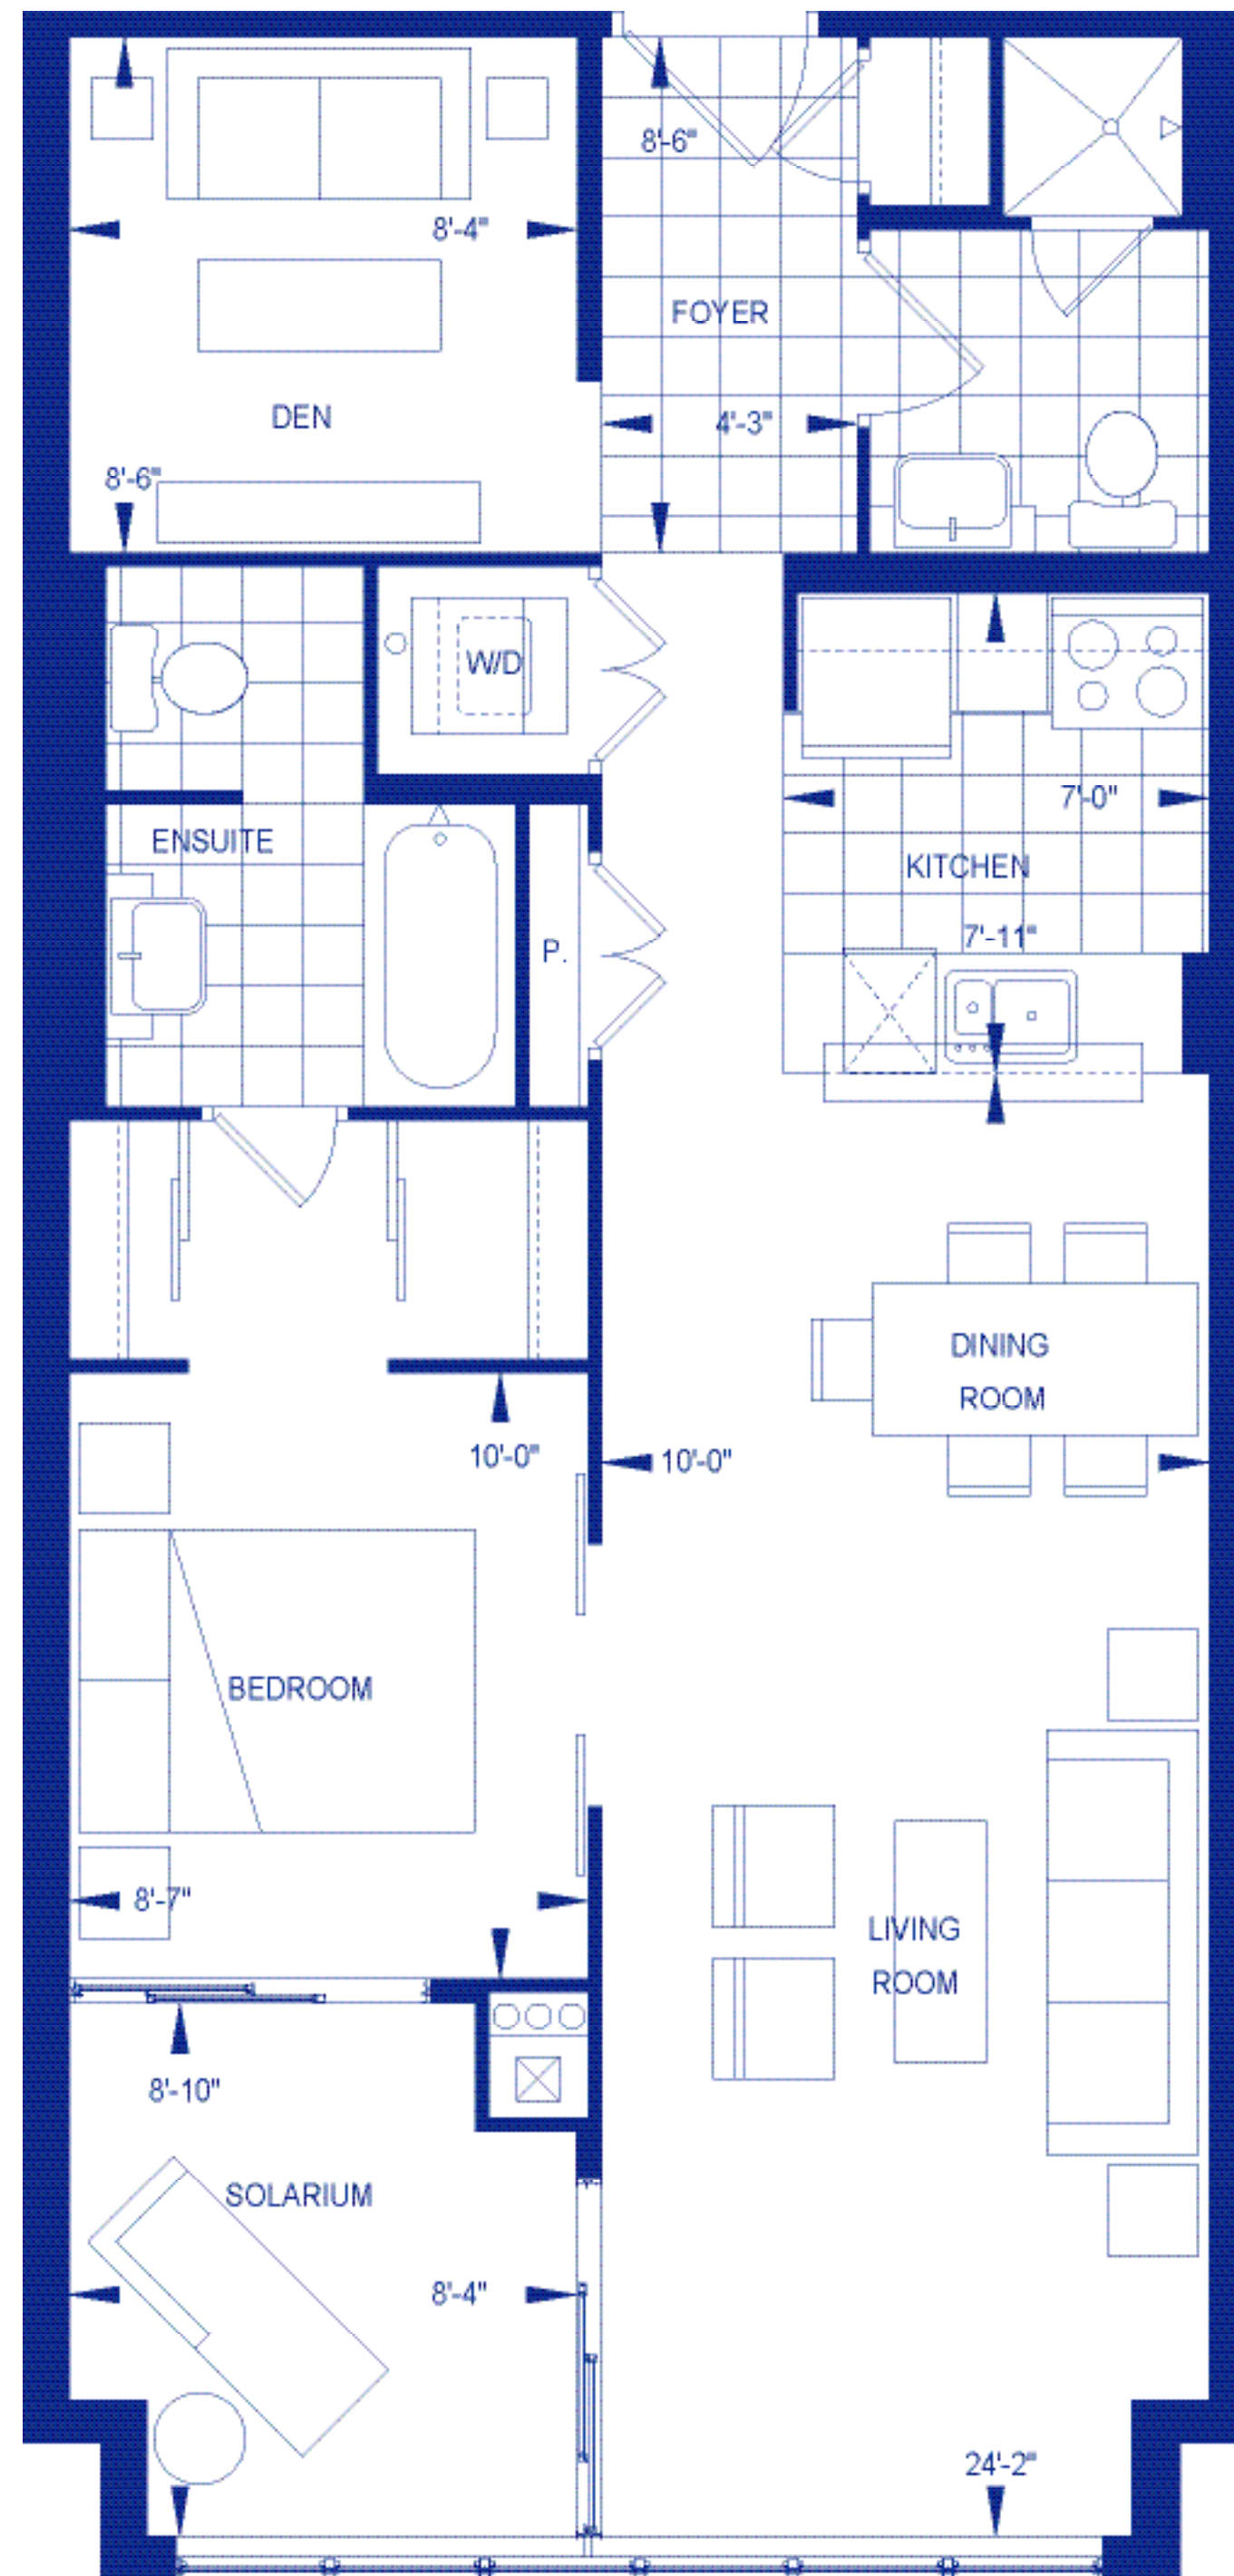 8'-6"
8'-4"
FOYER
DEN
4'-3"
8'-6"
W/D
7'-0"
ENSUITE
KITCHEN
7'-11"
P.
DINING
ROOM
10'-0"
10'-0"
BEDROOM
8'-7"
LIVING
ROOM
8'-10"
SOLARIUM
8'-4"
24'-2"